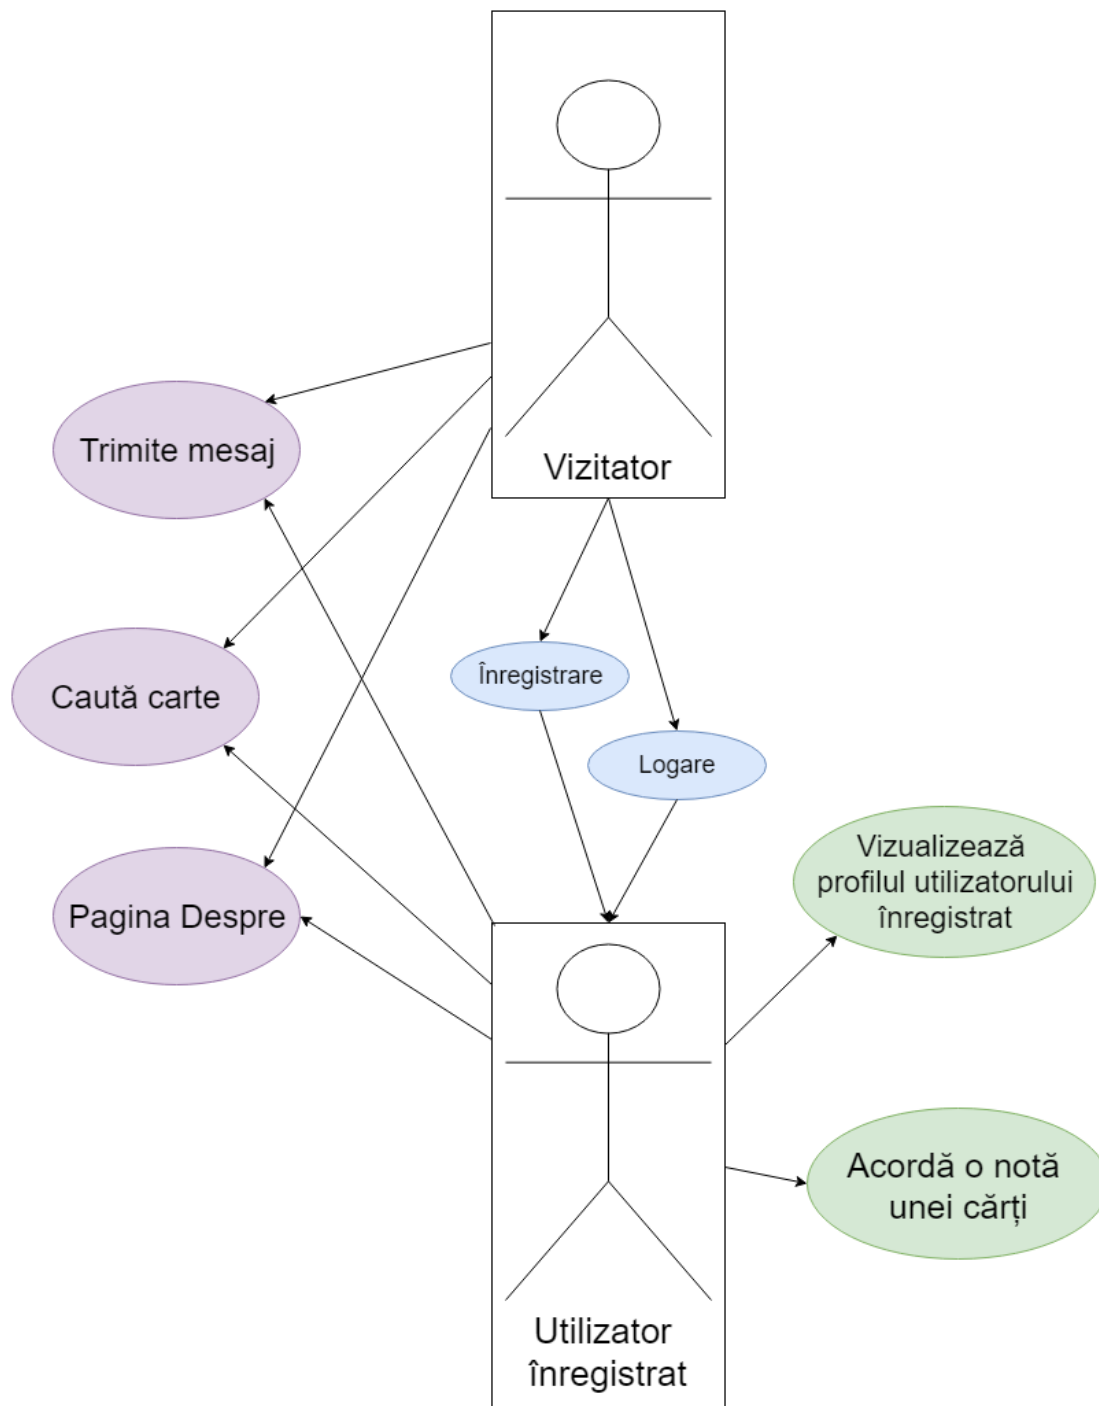 Trimite mesaj
Vizitator
Caută carte
Înregistrare
Logare
Pagina Despre
Vizualizează
profilul utilizatorului
înregistrat
Acordă o notă
unei cărți
Utilizator
înregistrat